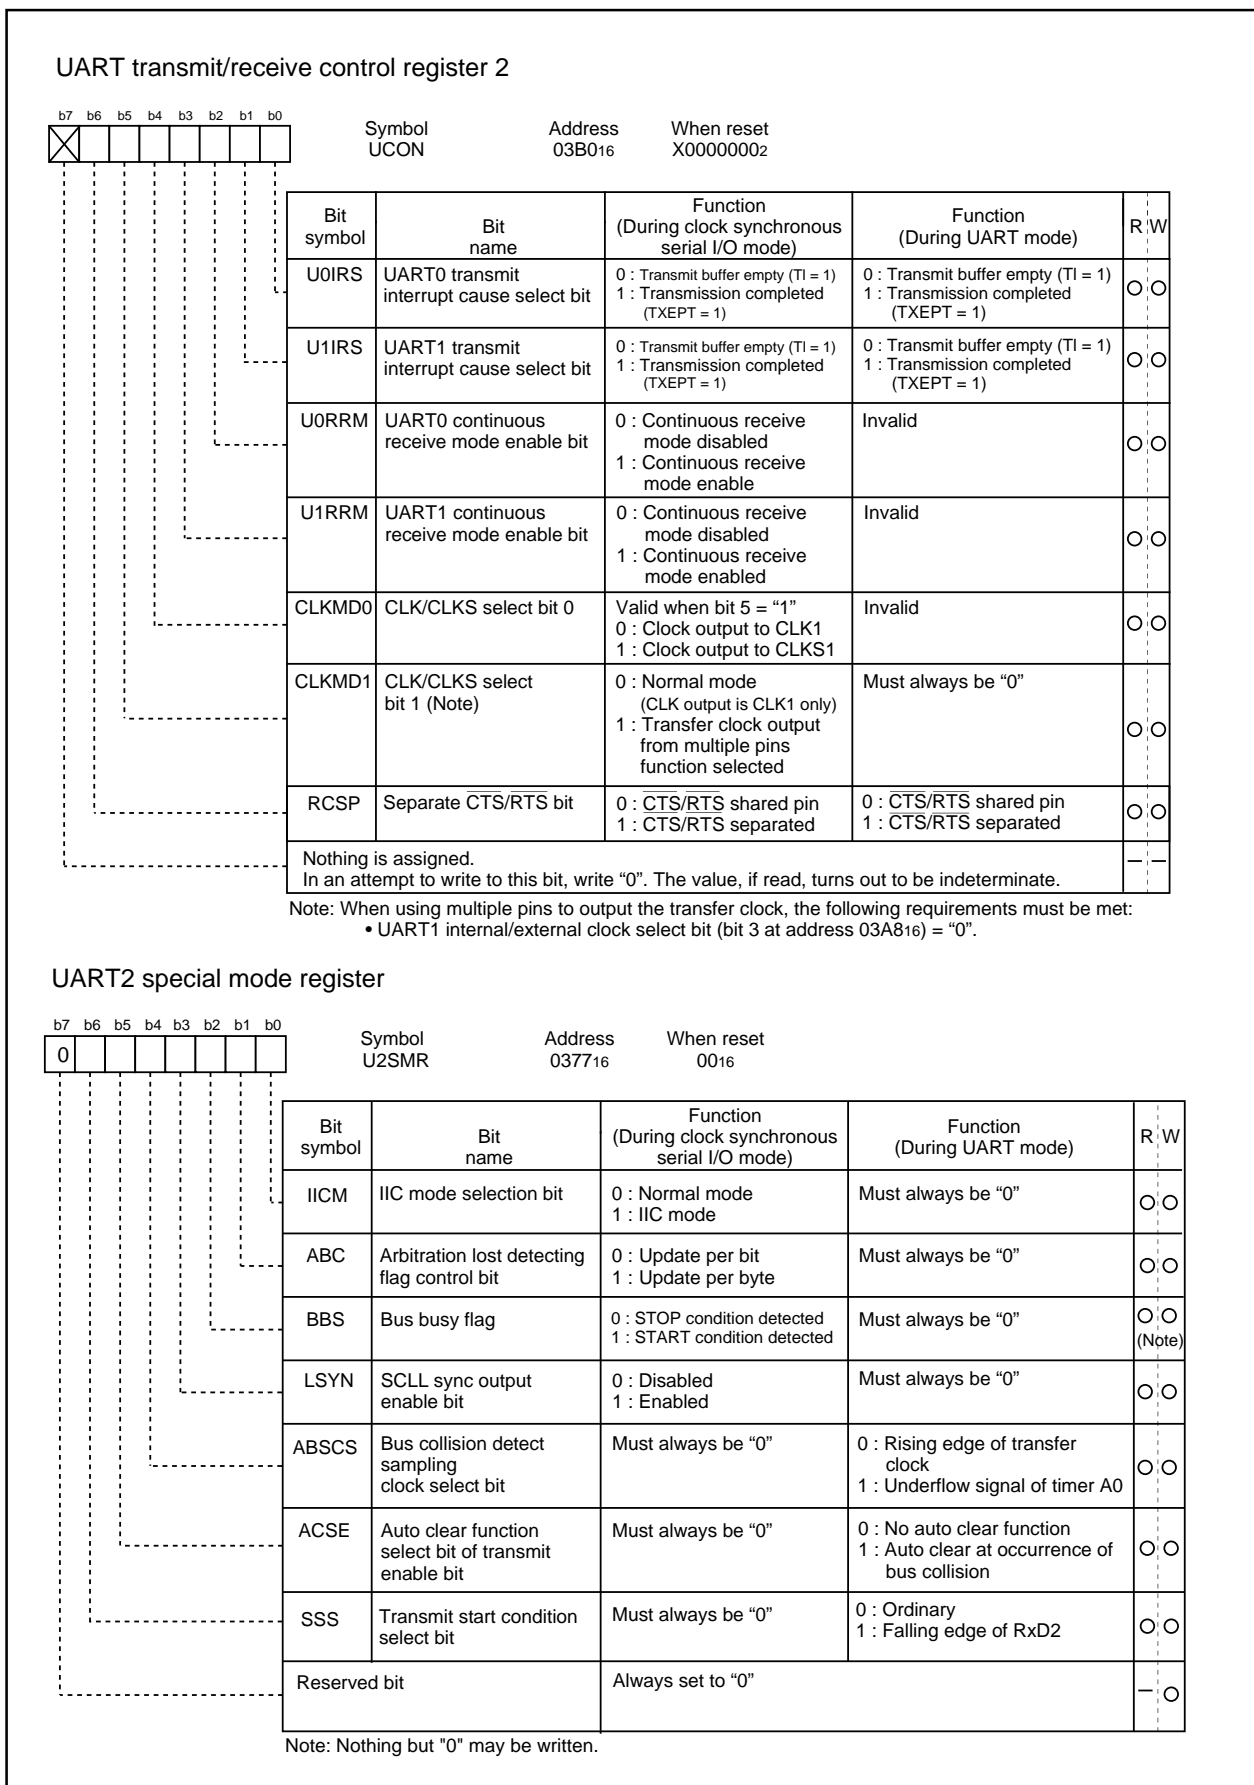 UART transmit/receive control register 2
b7 b6 b5 b4 b3 b2 b1 b0
Symbol Address When reset
UCON 03B016 X00000002
Bit symbol Bit name Function (During clock synchronous serial I/O mode) Function (During UART mode) R W
U0IRS UART0 transmit interrupt cause select bit
0 : Transmit buffer empty (TI = 1)
1 : Transmission completed
(TXEPT = 1)
0 : Transmit buffer empty (TI = 1)
1 : Transmission completed
(TXEPT = 1)
U1IRS UART1 transmit interrupt cause select bit
0 : Transmit buffer empty (TI = 1)
1 : Transmission completed
(TXEPT = 1)
0 : Transmit buffer empty (TI = 1)
1 : Transmission completed
(TXEPT = 1)
U0RRM UART0 continuous receive mode enable bit
0 : Continuous receive
mode disabled
1 : Continuous receive
mode enable
Invalid
U1RRM UART1 continuous receive mode enable bit
0 : Continuous receive
mode disabled
1 : Continuous receive
mode enabled
Invalid
CLKMD0 CLK/CLKS select bit 0
Valid when bit 5 = “1”
0 : Clock output to CLK1
1 : Clock output to CLKS1
Invalid
CLKMD1 CLK/CLKS select bit 1 (Note)
0 : Normal mode
(CLK output is CLK1 only)
1 : Transfer clock output
from multiple pins
function selected
Must always be “0”
RCSP Separate CTS/RTS bit
0 : CTS/RTS shared pin
1 : CTS/RTS separated
0 : CTS/RTS shared pin
1 : CTS/RTS separated
Nothing is assigned.
In an attempt to write to this bit, write “0”. The value, if read, turns out to be indeterminate.
Note: When using multiple pins to output the transfer clock, the following requirements must be met:
• UART1 internal/external clock select bit (bit 3 at address 03A816) = “0”.
UART2 special mode register
b7 b6 b5 b4 b3 b2 b1 b0
0
Symbol Address When reset
U2SMR 037716 0016
Bit symbol Bit name Function (During clock synchronous serial I/O mode) Function (During UART mode) R W
IICM IIC mode selection bit
0 : Normal mode
1 : IIC mode
Must always be “0”
ABC Arbitration lost detecting flag control bit
0 : Update per bit
1 : Update per byte
Must always be “0”
BBS Bus busy flag
0 : STOP condition detected
1 : START condition detected
Must always be “0”
(Note)
LSYN SCLL sync output enable bit
0 : Disabled
1 : Enabled
Must always be “0”
ABSCS Bus collision detect sampling clock select bit
Must always be “0”
0 : Rising edge of transfer
clock
1 : Underflow signal of timer A0
ACSE Auto clear function select bit of transmit enable bit
Must always be “0”
0 : No auto clear function
1 : Auto clear at occurrence of
bus collision
SSS Transmit start condition select bit
Must always be “0”
0 : Ordinary
1 : Falling edge of RxD2
Reserved bit
Always set to “0”
Note: Nothing but "0" may be written.